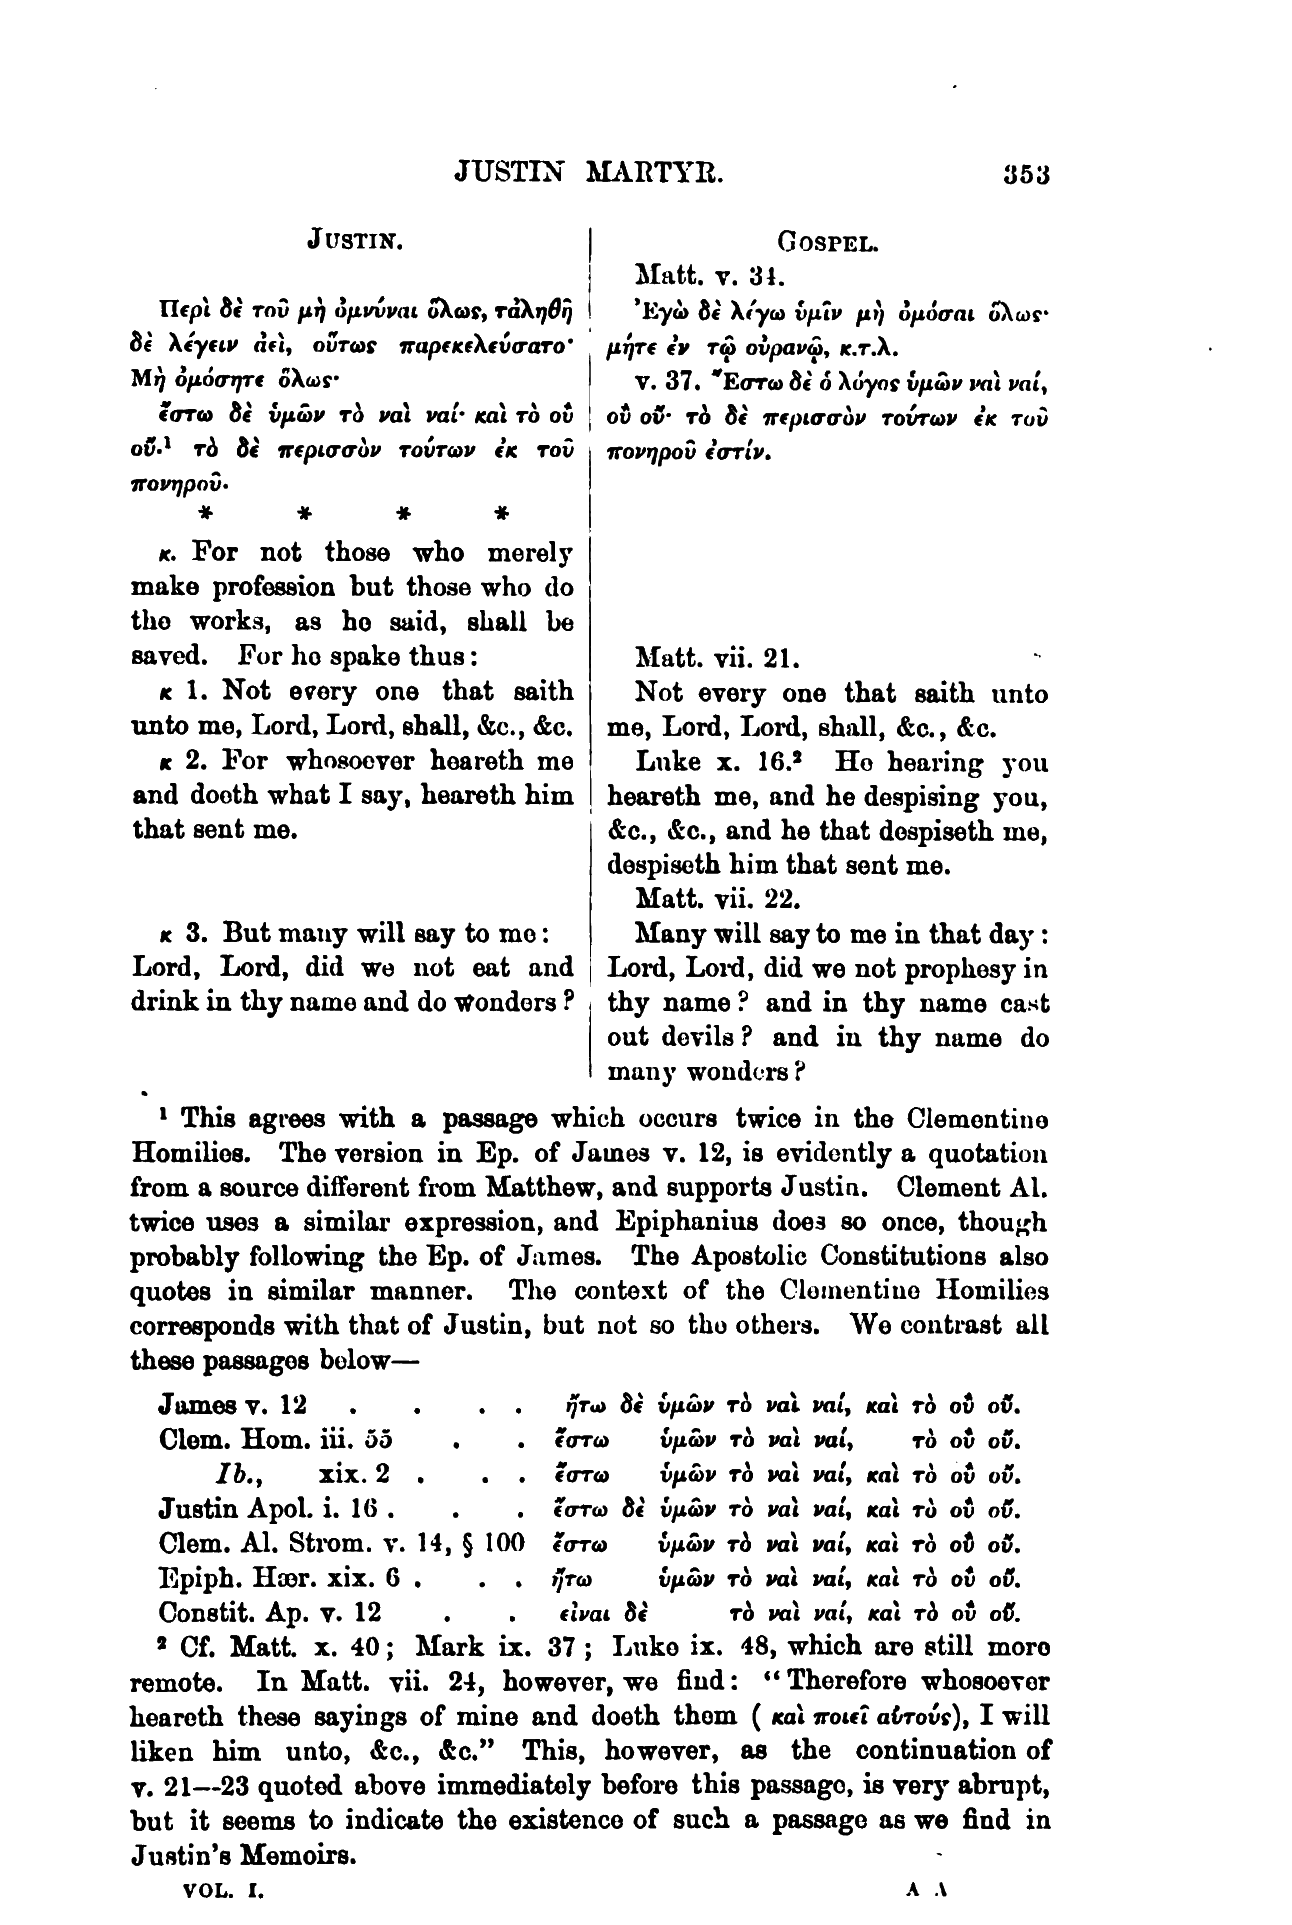 JUSTIN MARTYR. 353
JUSTIN.
Περὶ δὲ τοῦ μὴ ὀμνύναι ὅλως, τἀληθῆ
δὲ λέγειν ἀεὶ, οὕτως παρεκελεύσατο·
Μὴ ὀμόσητε ὅλως·
ἔστω δὲ ὑμῶν τὸ ναὶ ναί· καὶ τὸ οὒ
οὔ.¹ τὸ δὲ περισσὸν τούτων ἐκ τοῦ
πονηροῦ.
* * * *
κ. For not those who merely
make profession but those who do
the works, as he said, shall be
saved. For he spake thus:
κ 1. Not every one that saith
unto me, Lord, Lord, shall, &c., &c.
κ 2. For whosoever heareth me
and doeth what I say, heareth him
that sent me.
κ 3. But many will say to me:
Lord, Lord, did we not eat and
drink in thy name and do wonders?
GOSPEL.
Matt. v. 34.
Ἐγὼ δὲ λέγω ὑμῖν μὴ ὀμόσαι ὅλως·
μήτε ἐν τῷ οὐρανῷ, κ.τ.λ.
v. 37. Ἔστω δὲ ὁ λόγος ὑμῶν ναὶ ναί,
οὒ οὔ· τὸ δὲ περισσὸν τούτων ἐκ τοῦ
πονηροῦ ἐστίν.
Matt. vii. 21.
Not every one that saith unto
me, Lord, Lord, shall, &c., &c.
Luke x. 16.² He hearing you
heareth me, and he despising you,
&c., &c., and he that despiseth me,
despiseth him that sent me.
Matt. vii. 22.
Many will say to me in that day:
Lord, Lord, did we not prophesy in
thy name? and in thy name cast
out devils? and in thy name do
many wonders?
¹ This agrees with a passage which occurs twice in the Clementine
Homilies. The version in Ep. of James v. 12, is evidently a quotation
from a source different from Matthew, and supports Justin. Clement Al.
twice uses a similar expression, and Epiphanius does so once, though
probably following the Ep. of James. The Apostolic Constitutions also
quotes in similar manner. The context of the Clementine Homilies
corresponds with that of Justin, but not so the others. We contrast all
these passages below—
James v. 12 . . . . ἤτω δὲ ὑμῶν τὸ ναὶ ναί, καὶ τὸ οὒ οὔ.
Clem. Hom. iii. 55 . . ἔστω ὑμῶν τὸ ναὶ ναί, τὸ οὒ οὔ.
Ib., xix. 2 . . . ἔστω ὑμῶν τὸ ναὶ ναί, καὶ τὸ οὒ οὔ.
Justin Apol. i. 16 . . . ἔστω δὲ ὑμῶν τὸ ναὶ ναί, καὶ τὸ οὒ οὔ.
Clem. Al. Strom. v. 14, § 100 ἔστω ὑμῶν τὸ ναὶ ναί, καὶ τὸ οὒ οὔ.
Epiph. Hær. xix. 6 . . . ἤτω ὑμῶν τὸ ναὶ ναί, καὶ τὸ οὒ οὔ.
Constit. Ap. v. 12 . . εἶναι δὲ τὸ ναὶ ναί, καὶ τὸ οὒ οὔ.
² Cf. Matt. x. 40; Mark ix. 37; Luke ix. 48, which are still more
remote. In Matt. vii. 24, however, we find: “Therefore whosoever
heareth these sayings of mine and doeth them ( καὶ ποιεῖ αὐτούς), I will
liken him unto, &c., &c.” This, however, as the continuation of
v. 21—23 quoted above immediately before this passage, is very abrupt,
but it seems to indicate the existence of such a passage as we find in
Justin’s Memoirs.
VOL. I. A A